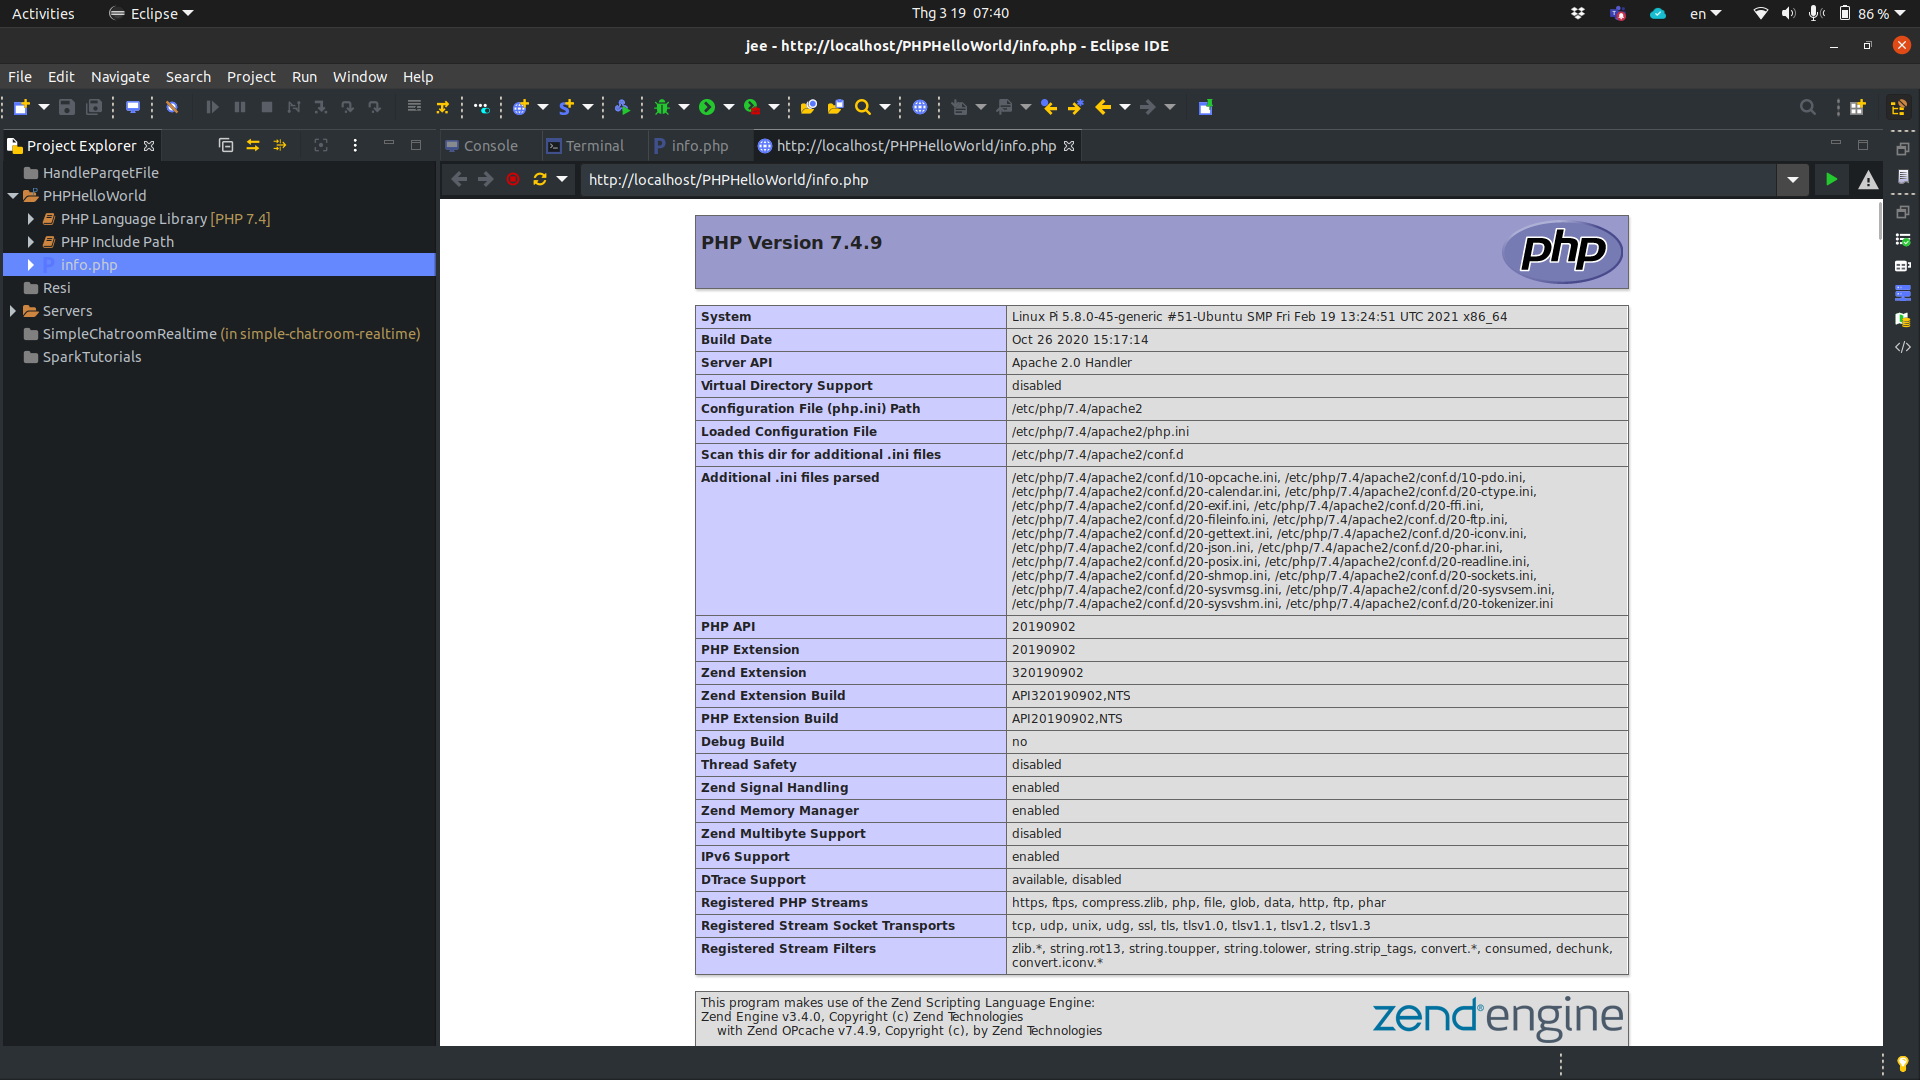 Activities
Eclipse
Thg 3 19 07:40
en
86 %
jee - http://localhost/PHPHelloWorld/info.php - Eclipse IDE
File Edit Navigate Search Project Run Window Help
Project Explorer
Console
Terminal
info.php
http://localhost/PHPHelloWorld/info.php
http://localhost/PHPHelloWorld/info.php
HandleParqetFile
PHPHelloWorld
PHP Language Library [PHP 7.4]
PHP Include Path
info.php
Resi
Servers
SimpleChatroomRealtime (in simple-chatroom-realtime)
SparkTutorials
PHP Version 7.4.9
php
System Linux Pi 5.8.0-45-generic #51-Ubuntu SMP Fri Feb 19 13:24:51 UTC 2021 x86_64
Build Date Oct 26 2020 15:17:14
Server API Apache 2.0 Handler
Virtual Directory Support disabled
Configuration File (php.ini) Path /etc/php/7.4/apache2
Loaded Configuration File /etc/php/7.4/apache2/php.ini
Scan this dir for additional .ini files /etc/php/7.4/apache2/conf.d
Additional .ini files parsed /etc/php/7.4/apache2/conf.d/10-opcache.ini, /etc/php/7.4/apache2/conf.d/10-pdo.ini,
/etc/php/7.4/apache2/conf.d/20-calendar.ini, /etc/php/7.4/apache2/conf.d/20-ctype.ini,
/etc/php/7.4/apache2/conf.d/20-exif.ini, /etc/php/7.4/apache2/conf.d/20-ffi.ini,
/etc/php/7.4/apache2/conf.d/20-fileinfo.ini, /etc/php/7.4/apache2/conf.d/20-ftp.ini,
/etc/php/7.4/apache2/conf.d/20-gettext.ini, /etc/php/7.4/apache2/conf.d/20-iconv.ini,
/etc/php/7.4/apache2/conf.d/20-json.ini, /etc/php/7.4/apache2/conf.d/20-phar.ini,
/etc/php/7.4/apache2/conf.d/20-posix.ini, /etc/php/7.4/apache2/conf.d/20-readline.ini,
/etc/php/7.4/apache2/conf.d/20-shmop.ini, /etc/php/7.4/apache2/conf.d/20-sockets.ini,
/etc/php/7.4/apache2/conf.d/20-sysvmsg.ini, /etc/php/7.4/apache2/conf.d/20-sysvsem.ini,
/etc/php/7.4/apache2/conf.d/20-sysvshm.ini, /etc/php/7.4/apache2/conf.d/20-tokenizer.ini
PHP API 20190902
PHP Extension 20190902
Zend Extension 320190902
Zend Extension Build API320190902,NTS
PHP Extension Build API20190902,NTS
Debug Build no
Thread Safety disabled
Zend Signal Handling enabled
Zend Memory Manager enabled
Zend Multibyte Support disabled
IPv6 Support enabled
DTrace Support available, disabled
Registered PHP Streams https, ftps, compress.zlib, php, file, glob, data, http, ftp, phar
Registered Stream Socket Transports tcp, udp, unix, udg, ssl, tls, tlsv1.0, tlsv1.1, tlsv1.2, tlsv1.3
Registered Stream Filters zlib.*, string.rot13, string.toupper, string.tolower, string.strip_tags, convert.*, consumed, dechunk,
convert.iconv.*
This program makes use of the Zend Scripting Language Engine:
Zend Engine v3.4.0, Copyright (c) Zend Technologies
with Zend OPcache v7.4.9, Copyright (c), by Zend Technologies
zend®engine